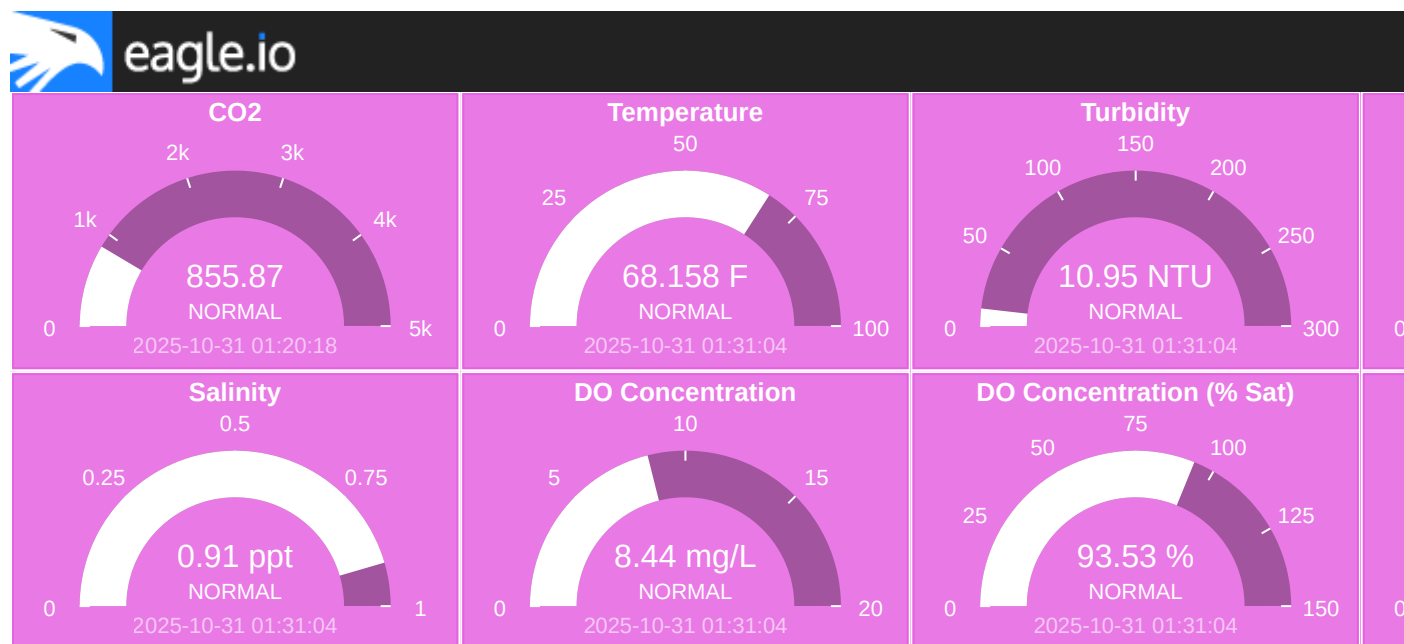 eagle.io
CO2
0
1k
2k
3k
4k
5k
855.87
NORMAL
2025-10-31 01:20:18
Temperature
0
25
50
75
100
68.158 F
NORMAL
2025-10-31 01:31:04
Turbidity
0
50
100
150
200
250
300
10.95 NTU
NORMAL
2025-10-31 01:31:04
0
Salinity
0
0.25
0.5
0.75
1
0.91 ppt
NORMAL
2025-10-31 01:31:04
DO Concentration
0
5
10
15
20
8.44 mg/L
NORMAL
2025-10-31 01:31:04
DO Concentration (% Sat)
0
25
50
75
100
125
150
93.53 %
NORMAL
2025-10-31 01:31:04
0